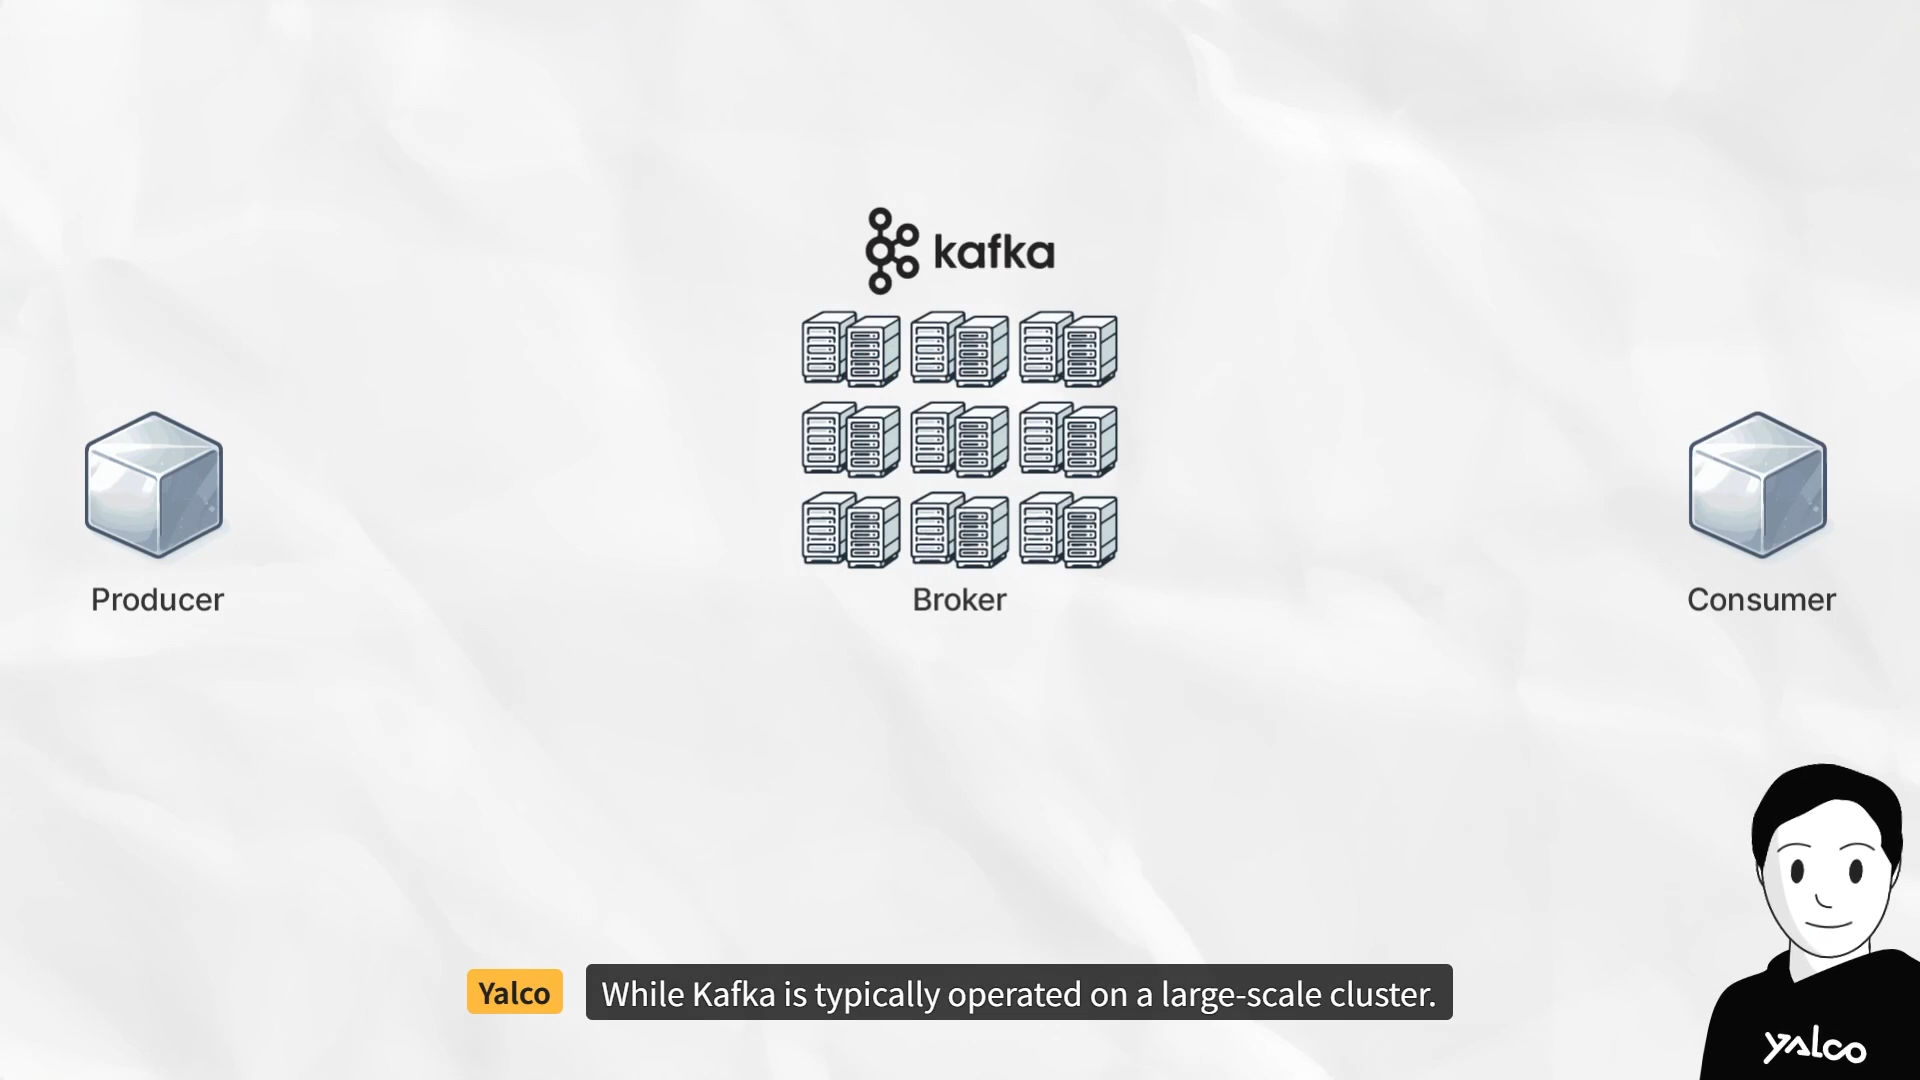 kafka
Producer
Broker
Consumer
Yalco
While Kafka is typically operated on a large-scale cluster.
yalco